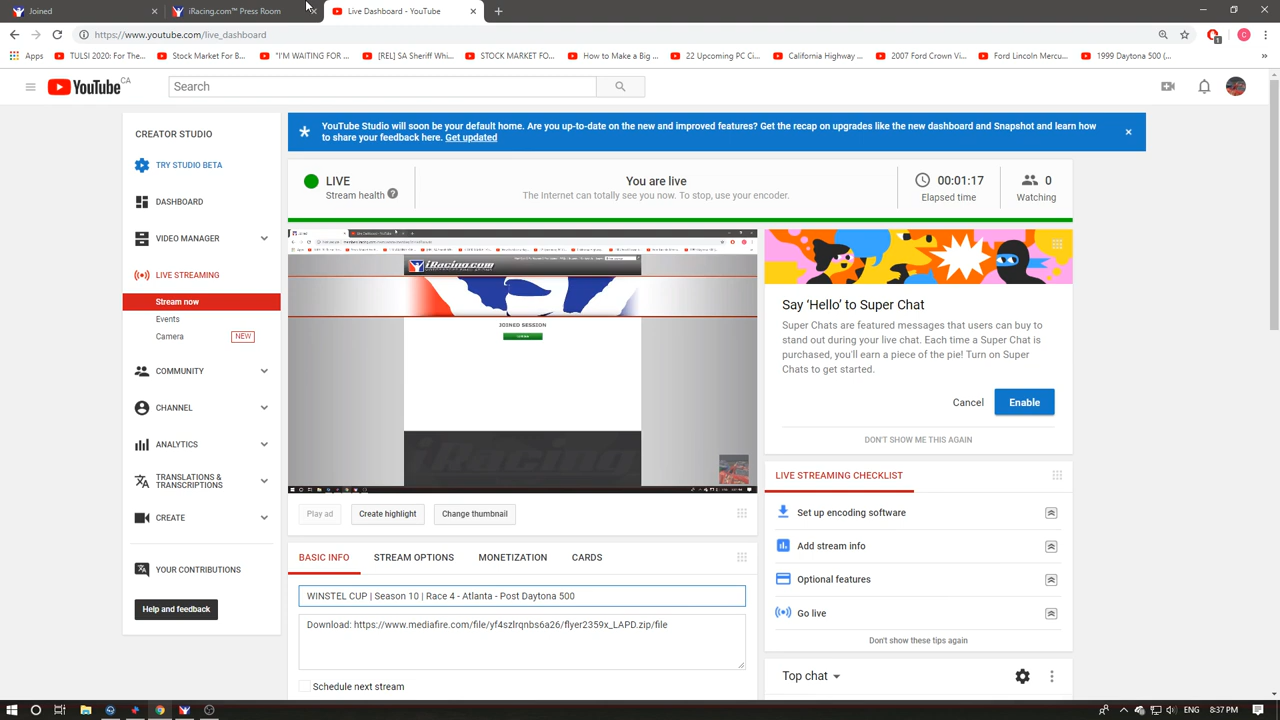 Joined
iRacing.com™ Press Room
Live Dashboard - YouTube
https://www.youtube.com/live_dashboard
Apps
TULSI 2020: For The...
Stock Market For B...
"I'M WAITING FOR ...
[REL] SA Sheriff Whi...
STOCK MARKET FO...
How to Make a Big ...
22 Upcoming PC Ci...
California Highway ...
2007 Ford Crown Vi...
Ford Lincoln Mercu...
1999 Daytona 500 (...
YouTube CA
Search
CREATOR STUDIO
TRY STUDIO BETA
DASHBOARD
VIDEO MANAGER
LIVE STREAMING
Stream now
Events
Camera NEW
COMMUNITY
CHANNEL
ANALYTICS
TRANSLATIONS &
TRANSCRIPTIONS
CREATE
YOUR CONTRIBUTIONS
Help and feedback
YouTube Studio will soon be your default home. Are you up-to-date on the new and improved features? Get the recap on upgrades like the new dashboard and Snapshot and learn how
to share your feedback here. Get updated
LIVE
Stream health
You are live
The Internet can totally see you now. To stop, use your encoder.
00:01:17
Elapsed time
0
Watching
iRacing.com
JOINED SESSION
iRacing
Play ad
Create highlight
Change thumbnail
BASIC INFO
STREAM OPTIONS
MONETIZATION
CARDS
WINSTEL CUP | Season 10 | Race 4 - Atlanta - Post Daytona 500
Download: https://www.mediafire.com/file/yf4szlrqnbs6a26/flyer2359x_LAPD.zip/file
Schedule next stream
Say 'Hello' to Super Chat
Super Chats are featured messages that users can buy to
stand out during your live chat. Each time a Super Chat is
purchased, you'll earn a piece of the pie! Turn on Super
Chats to get started.
Cancel
Enable
DON'T SHOW ME THIS AGAIN
LIVE STREAMING CHECKLIST
Set up encoding software
Add stream info
Optional features
Go live
Don't show these tips again
Top chat
ENG
8:37 PM